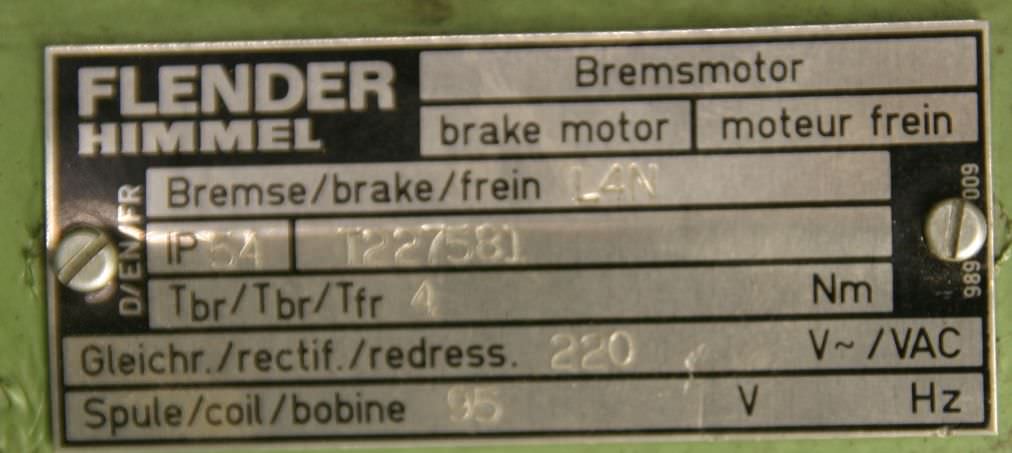 FLENDER
HIMMEL
Bremsmotor
brake motor moteur frein
D/EN/FR
Bremse/brake/frein L4N
IP 54 T227581
Tbr/Tbr/Tfr 4 Nm
Gleichr./rectif./redress. 220 V~/VAC
Spule/coil/bobine 95 V Hz
989 009